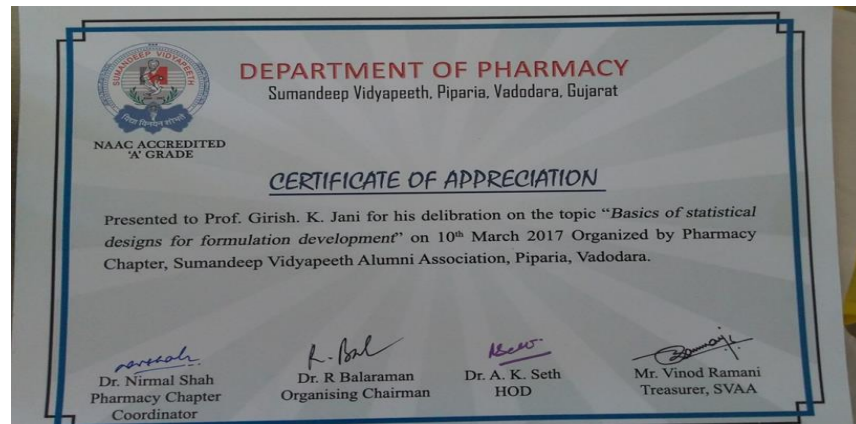 SUMANDEEP VIDYAPEETH
NAAC ACCREDITED
'A' GRADE
DEPARTMENT OF PHARMACY
Sumandeep Vidyapeeth, Piparia, Vadodara, Gujarat
CERTIFICATE OF APPRECIATION
Presented to Prof. Girish. K. Jani for his delibration on the topic “Basics of statistical
designs for formulation development” on 10th March 2017 Organized by Pharmacy
Chapter, Sumandeep Vidyapeeth Alumni Association, Piparia, Vadodara.
R. Bal
Dr. Nirmal Shah
Pharmacy Chapter
Coordinator
Dr. R Balaraman
Organising Chairman
Dr. A. K. Seth
HOD
Mr. Vinod Ramani
Treasurer, SVAA